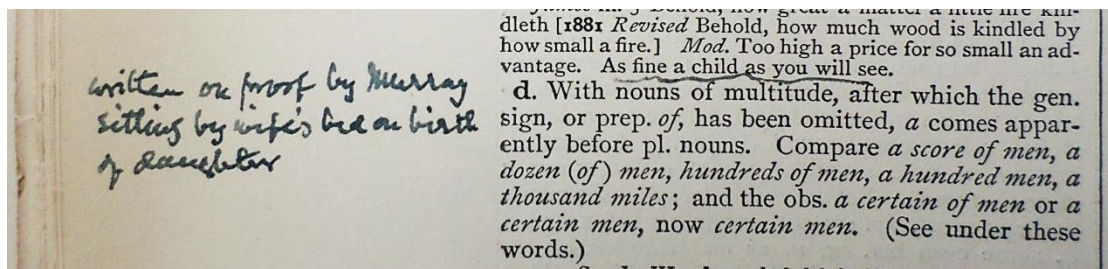 dleth [1881 Revised Behold, how much wood is kindled by
how small a fire.] Mod. Too high a price for so small an ad-
vantage. As fine a child as you will see.
d. With nouns of multitude, after which the gen.
sign, or prep. of, has been omitted, a comes appar-
ently before pl. nouns. Compare a score of men, a
dozen (of) men, hundreds of men, a hundred men, a
thousand miles; and the obs. a certain of men or a
certain men, now certain men. (See under these
words.)
written on proof by Murray
sitting by wife's bed on birth
of daughter